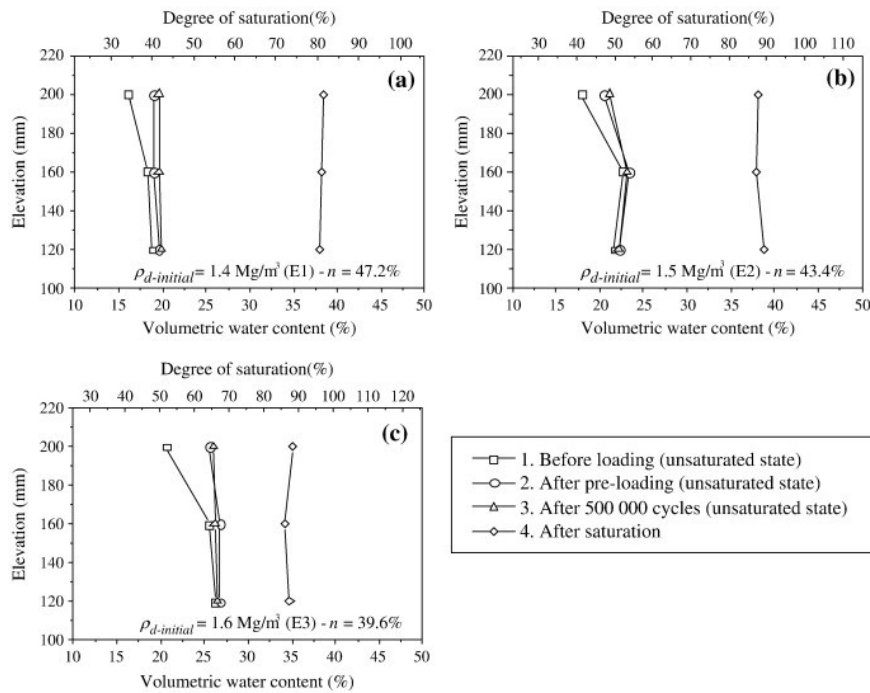 Degree of saturation(%)
30 40 50 60 70 80 90 100
220
200
180
160
140
120
100
Elevation (mm)
(a)
ρd-initial = 1.4 Mg/m³ (E1) - n = 47.2%
10 15 20 25 30 35 40 45 50
Volumetric water content (%)
Degree of saturation(%)
30 40 50 60 70 80 90 100 110
220
200
180
160
140
120
100
Elevation (mm)
(b)
ρd-initial = 1.5 Mg/m³ (E2) - n = 43.4%
10 15 20 25 30 35 40 45 50
Volumetric water content (%)
Degree of saturation(%)
30 40 50 60 70 80 90 100 110 120
220
200
180
160
140
120
100
Elevation (mm)
(c)
ρd-initial = 1.6 Mg/m³ (E3) - n = 39.6%
10 15 20 25 30 35 40 45 50
Volumetric water content (%)
1. Before loading (unsaturated state)
2. After pre-loading (unsaturated state)
3. After 500 000 cycles (unsaturated state)
4. After saturation